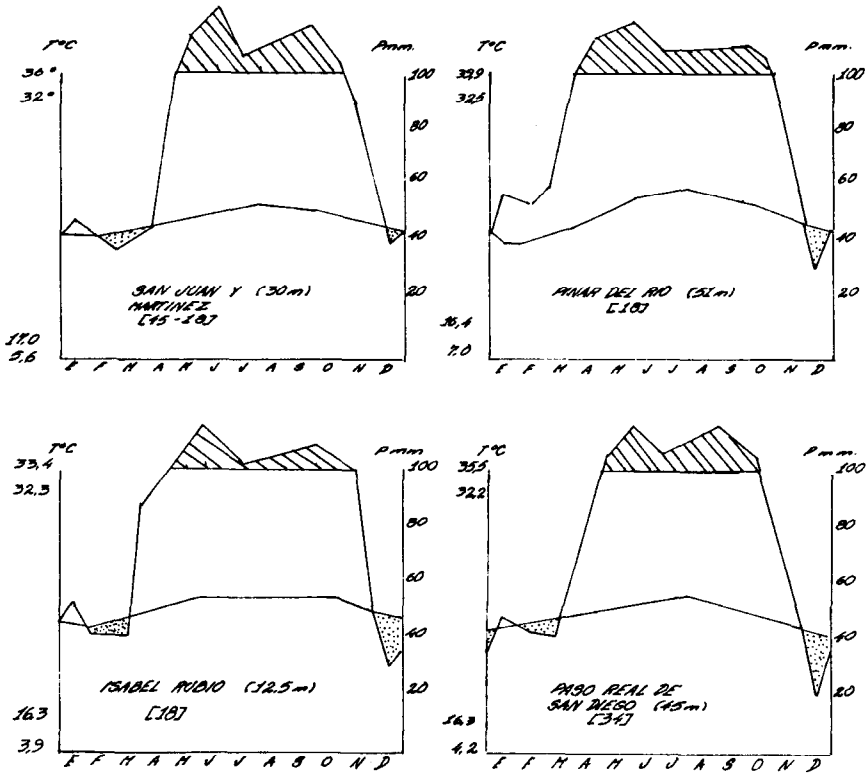 T°C Pmm.
36°
32°
100
80
60
40
20
SAN JUAN Y (30m)
MARTINEZ
[45-18]
17.0
5,6
E F M A M J J A S O N D
T°C Pmm.
33,9
32,5
100
80
60
40
20
PINAR DEL RIO (51m)
[18]
16,4
7.0
E F M A M J J A S O N D
T°C Pmm.
33,4
32,3
100
80
60
40
20
ISABEL RUBIO (12,5m)
[18]
16.3
3,9
E F M A M J J A S O N D
T°C Pmm.
35,5
32,2
100
80
60
40
20
PASO REAL DE
SAN DIEGO (45m)
[34]
16,3
4,2
E F M A M J J A S O N D